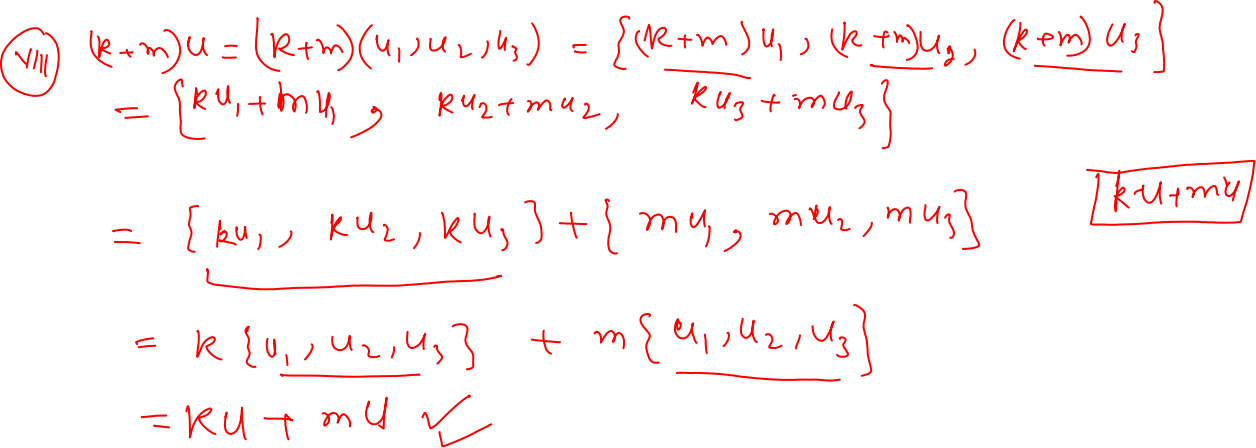 VIII (k+m)u = (k+m)(u₁, u₂, u₃) = {(k+m)u₁, (k+m)u₂, (k+m)u₃}
= {ku₁+mu₁, ku₂+mu₂, ku₃+mu₃}
ku+mu
= {ku₁, ku₂, ku₃}+{mu₁, mu₂, mu₃}
= k{u₁, u₂, u₃} + m{u₁, u₂, u₃}
= ku + mu ✓